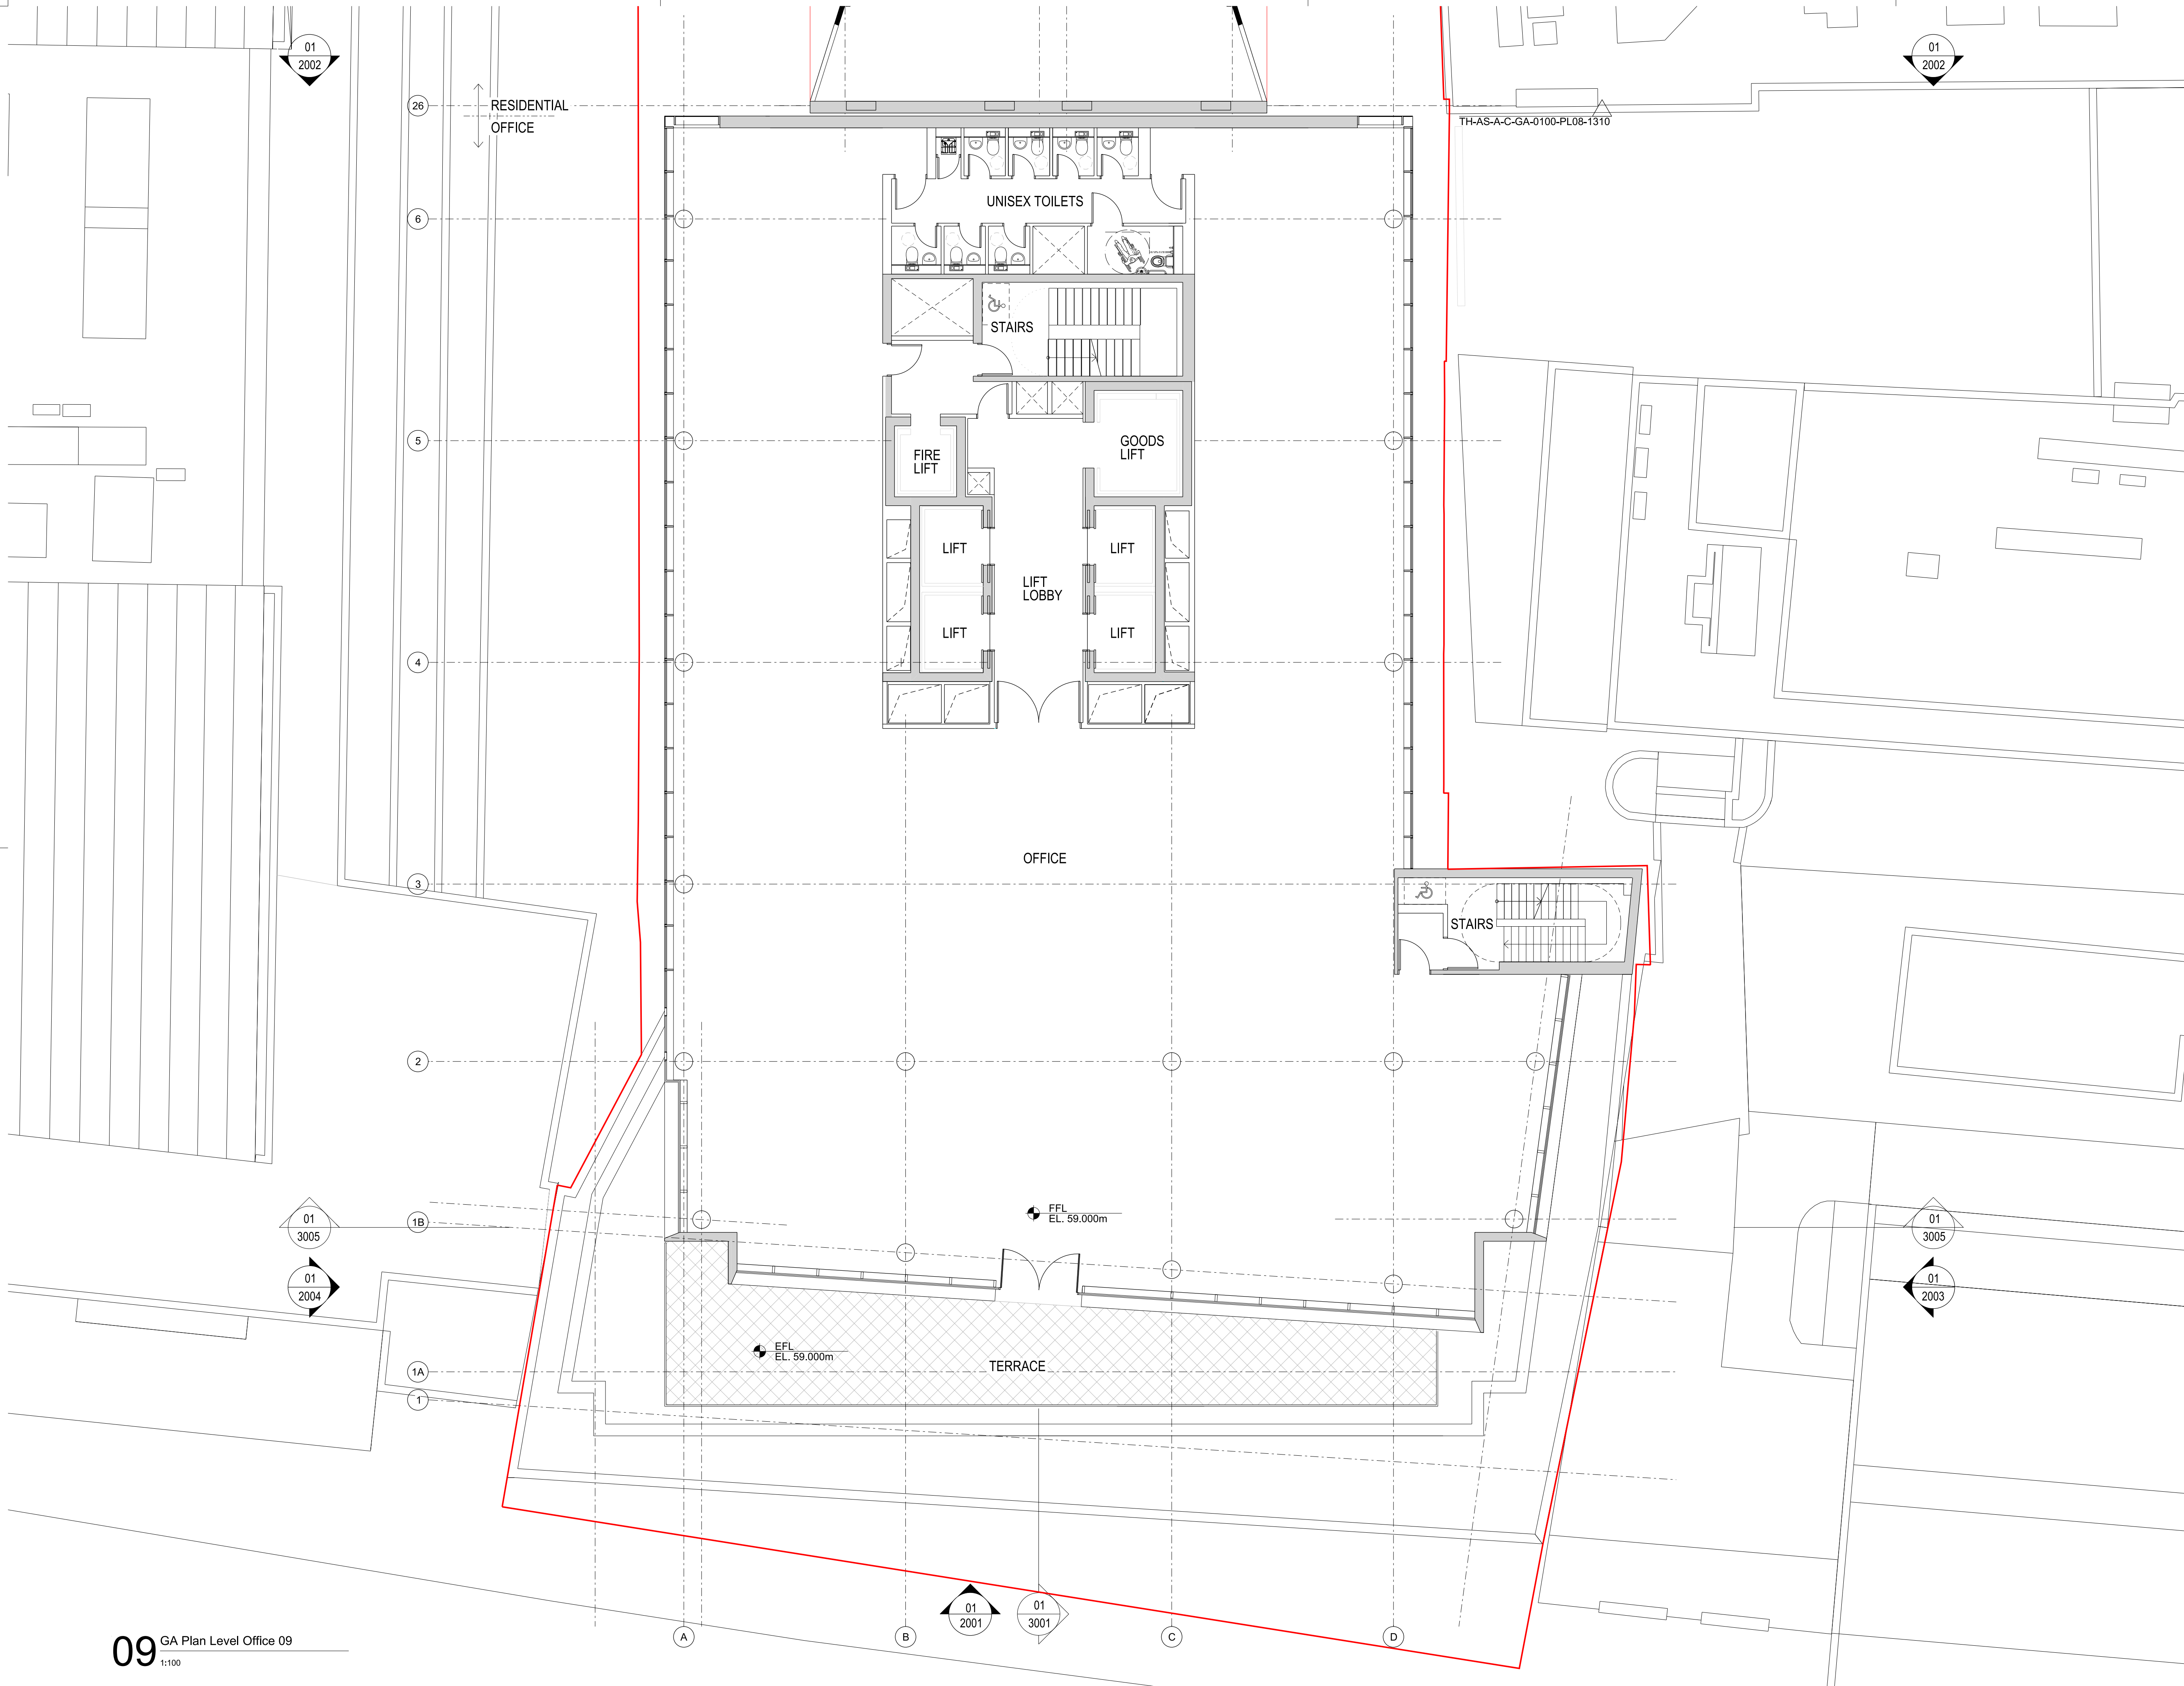 01
2002
01
2002
26
RESIDENTIAL
OFFICE
TH-AS-A-C-GA-0100-PL08-1310
UNISEX TOILETS
6
STAIRS
5
FIRE
LIFT
GOODS
LIFT
LIFT
LIFT
LIFT
LOBBY
LIFT
LIFT
4
OFFICE
3
STAIRS
2
FFL
EL. 59.000m
1B
01
3005
01
3005
01
2004
01
2003
EFL
EL. 59.000m
TERRACE
1A
1
01
2001
01
3001
A
B
C
D
09
GA Plan Level Office 09
1:100